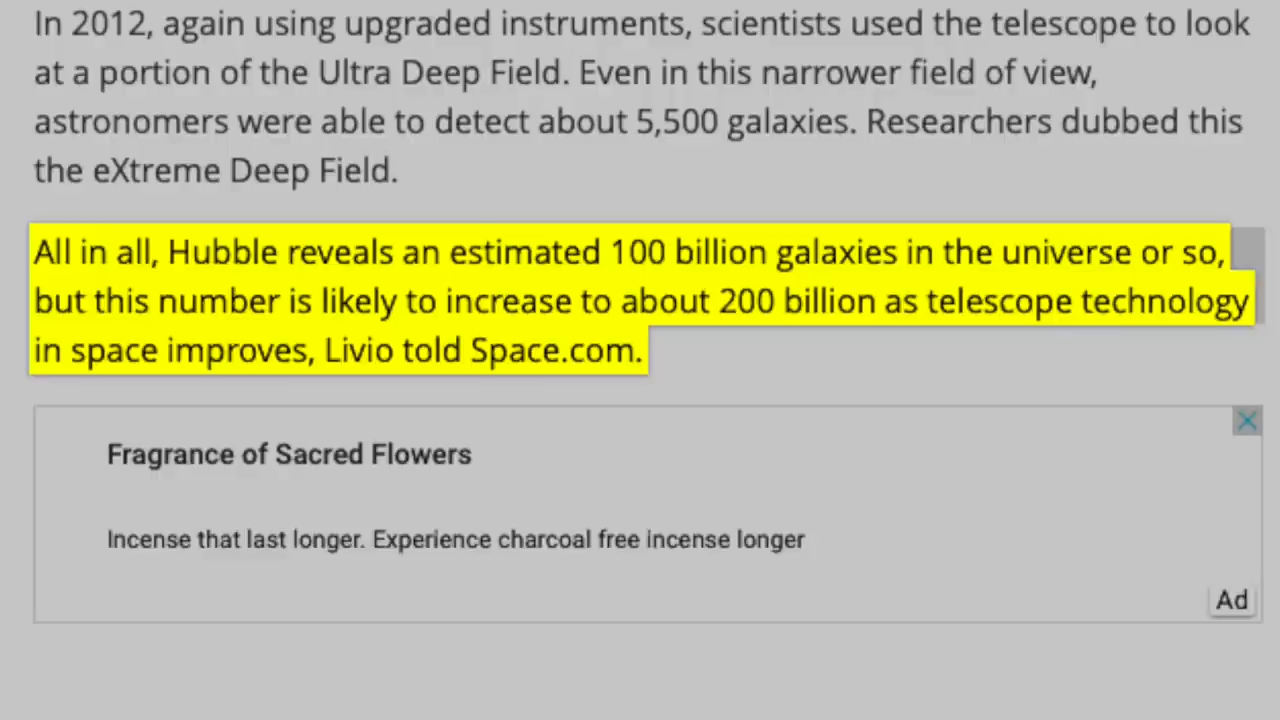 In 2012, again using upgraded instruments, scientists used the telescope to look
at a portion of the Ultra Deep Field. Even in this narrower field of view,
astronomers were able to detect about 5,500 galaxies. Researchers dubbed this
the eXtreme Deep Field.
All in all, Hubble reveals an estimated 100 billion galaxies in the universe or so,
but this number is likely to increase to about 200 billion as telescope technology
in space improves, Livio told Space.com.
Fragrance of Sacred Flowers
Incense that last longer. Experience charcoal free incense longer
Ad